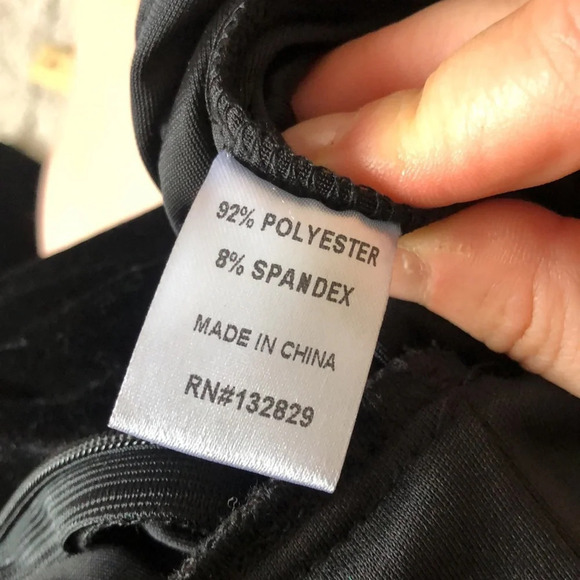 92% POLYESTER
8% SPANDEX
MADE IN CHINA
RN#132829